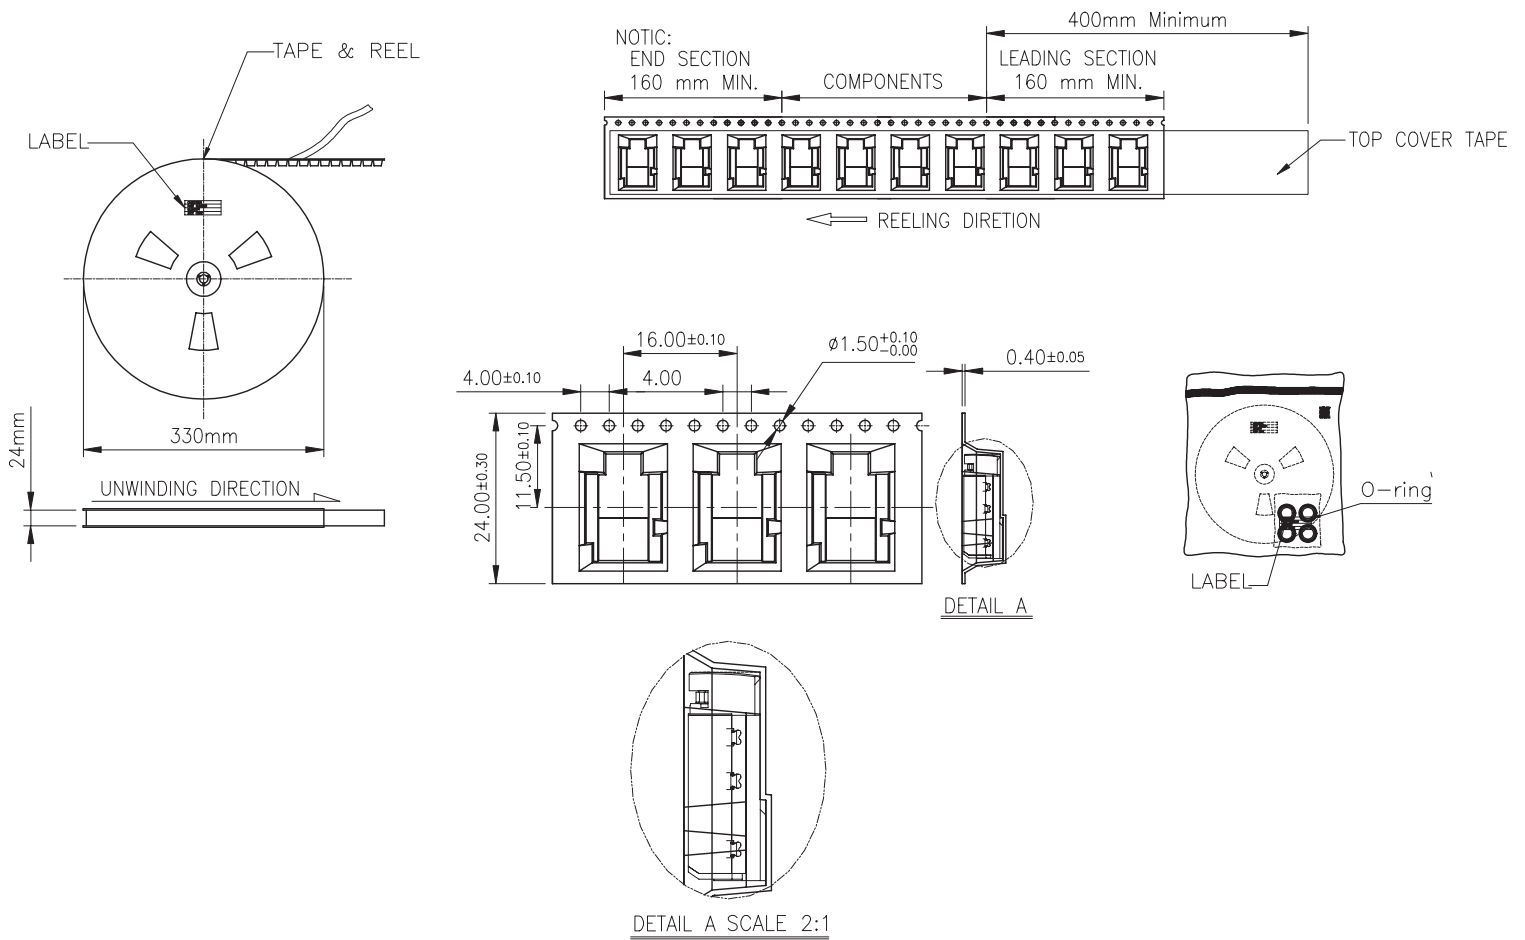 TAPE & REEL
LABEL
330mm
24mm
UNWINDING DIRECTION
400mm Minimum
NOTIC:
END SECTION
160 mm MIN.
COMPONENTS
LEADING SECTION
160 mm MIN.
TOP COVER TAPE
REELING DIRETION
16.00±0.10
ø1.50+0.10
-0.00
0.40±0.05
4.00±0.10
4.00
24.00±0.30
11.50±0.10
DETAIL A
O-ring
LABEL
DETAIL A SCALE 2:1